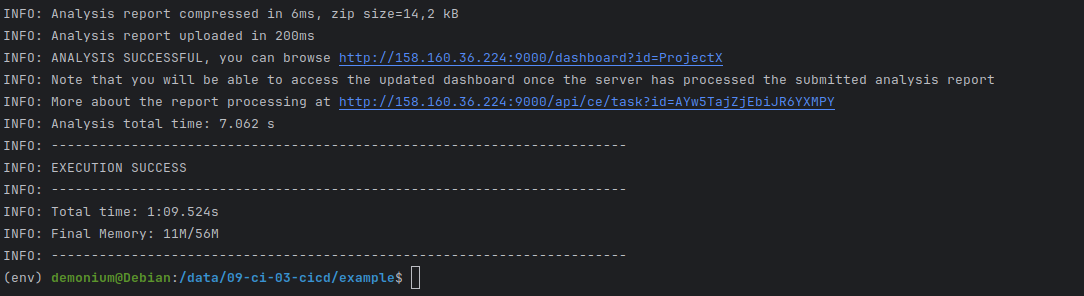 INFO: Analysis report compressed in 6ms, zip size=14,2 kB
INFO: Analysis report uploaded in 200ms
INFO: ANALYSIS SUCCESSFUL, you can browse http://158.160.36.224:9000/dashboard?id=ProjectX
INFO: Note that you will be able to access the updated dashboard once the server has processed the submitted analysis report
INFO: More about the report processing at http://158.160.36.224:9000/api/ce/task?id=AYw5TajZjEbiJR6YXMPY
INFO: Analysis total time: 7.062 s
INFO: ------------------------------------------------------------------------
INFO: EXECUTION SUCCESS
INFO: ------------------------------------------------------------------------
INFO: Total time: 1:09.524s
INFO: Final Memory: 11M/56M
INFO: ------------------------------------------------------------------------
(env) demonium@Debian:/data/09-ci-03-cicd/example$